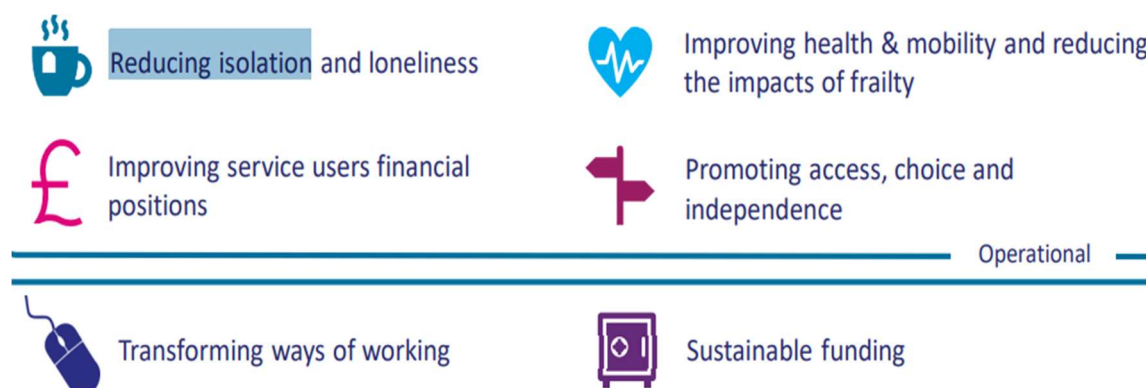 Reducing isolation and loneliness
Improving health & mobility and reducing
the impacts of frailty
Improving service users financial
positions
Promoting access, choice and
independence
Operational
Transforming ways of working
Sustainable funding